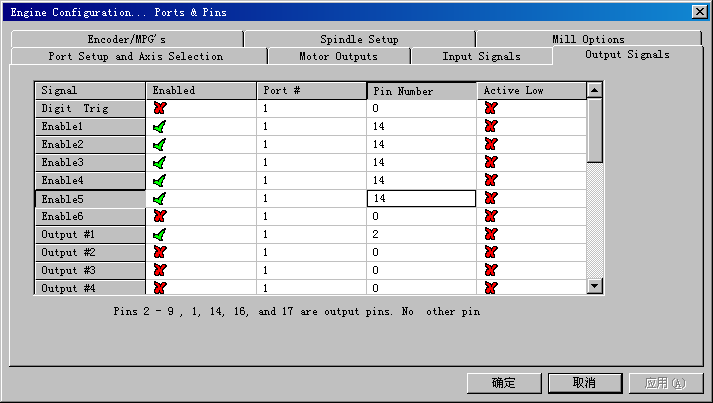 Engine Configuration... Ports & Pins
Encoder/MPG's Spindle Setup Mill Options
Port Setup and Axis Selection Motor Outputs Input Signals Output Signals
Signal Enabled Port # Pin Number Active Low
Digit Trig 1 0
Enable1 1 14
Enable2 1 14
Enable3 1 14
Enable4 1 14
Enable5 1 14
Enable6 1 0
Output #1 1 2
Output #2 1 0
Output #3 1 0
Output #4 1 0
Pins 2 - 9 , 1, 14, 16, and 17 are output pins. No other pin
确定 取消 应用(A)